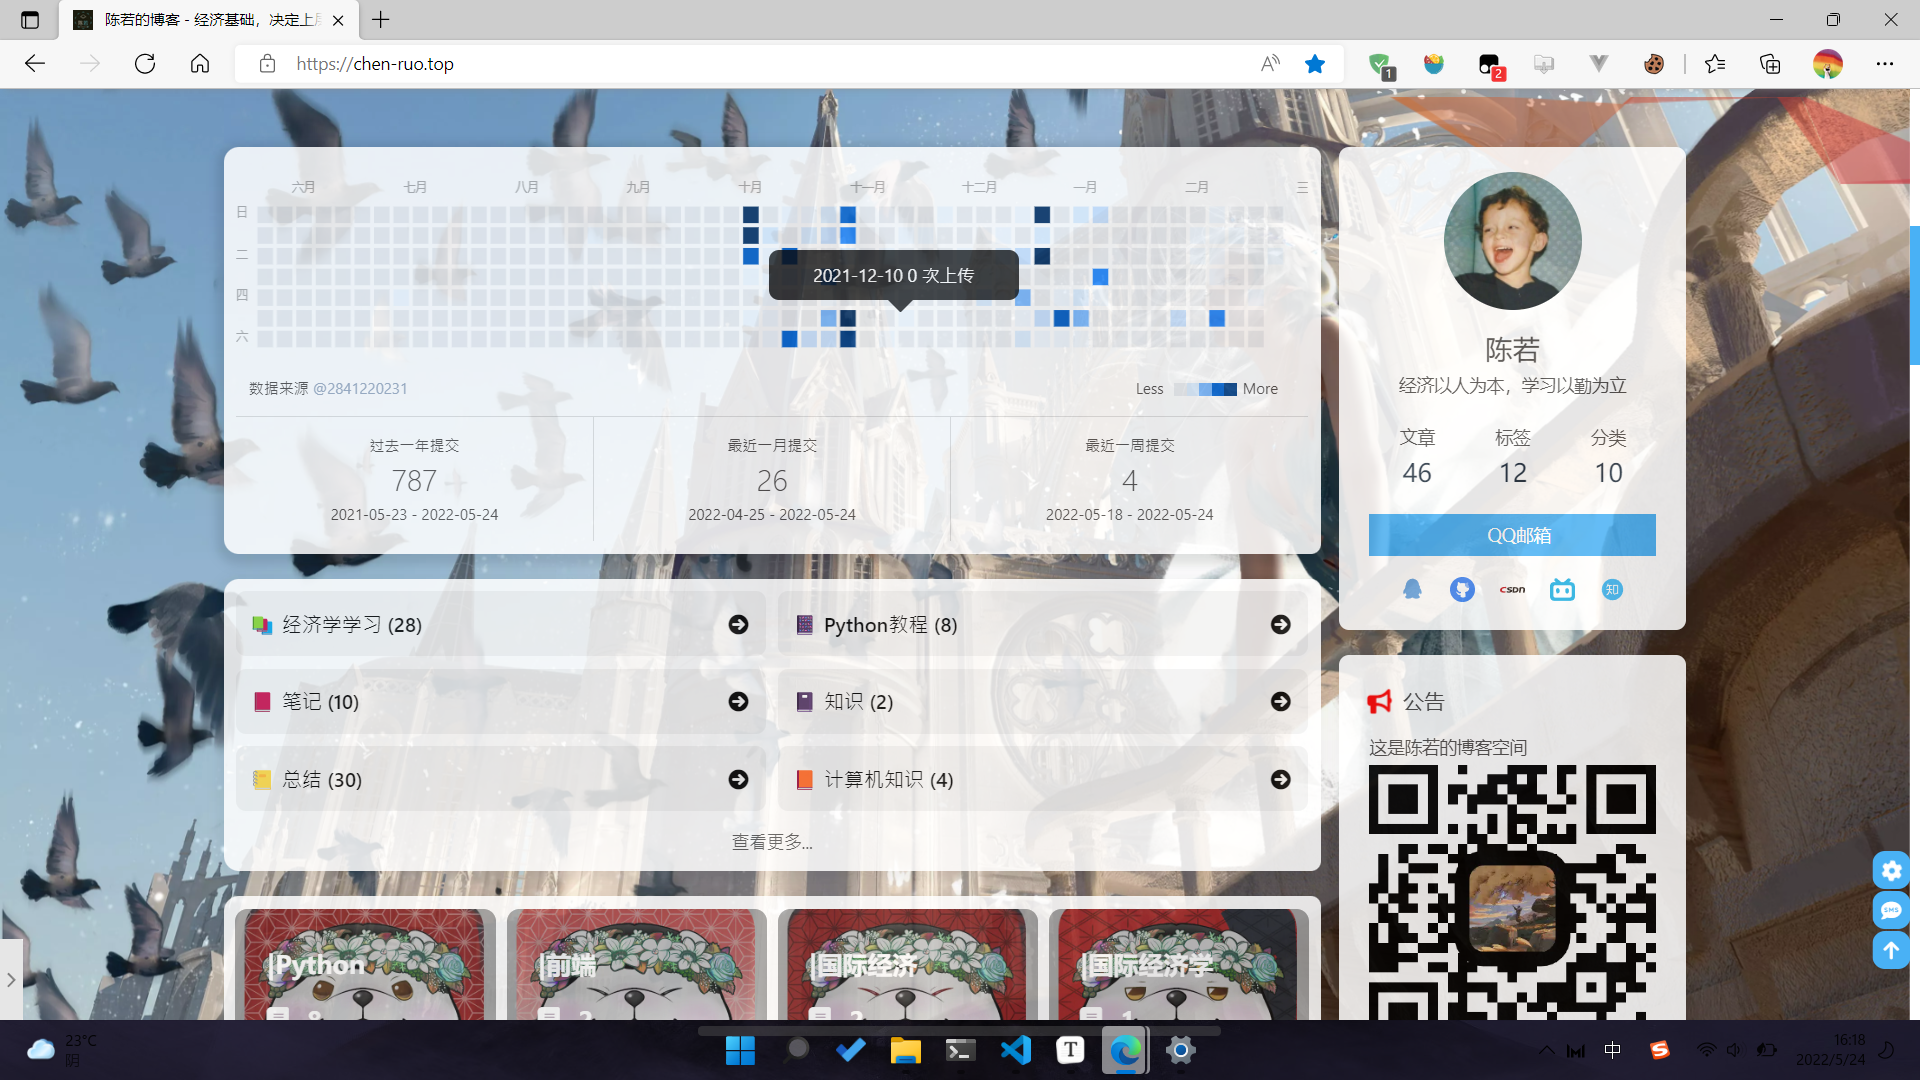 陈若的博客 - 经济基础，决定上
https://chen-ruo.top
1
2
六月 七月 八月 九月 十月 十一月 十二月 一月 二月 三
日
二
四
六
2021-12-10 0 次上传
数据来源 @2841220231
Less More
过去一年提交
787
2021-05-23 - 2022-05-24
最近一月提交
26
2022-04-25 - 2022-05-24
最近一周提交
4
2022-05-18 - 2022-05-24
经济学学习 (28)
Python教程 (8)
笔记 (10)
知识 (2)
总结 (30)
计算机知识 (4)
查看更多...
|Python
|前端
|国际经济
|国际经济学
8
2
2
1
陈若
经济以人为本，学习以勤为立
文章 标签 分类
46 12 10
QQ邮箱
CSDN
知
公告
这是陈若的博客空间
SMS
23°C
阴
T
中
S
16:18
2022/5/24